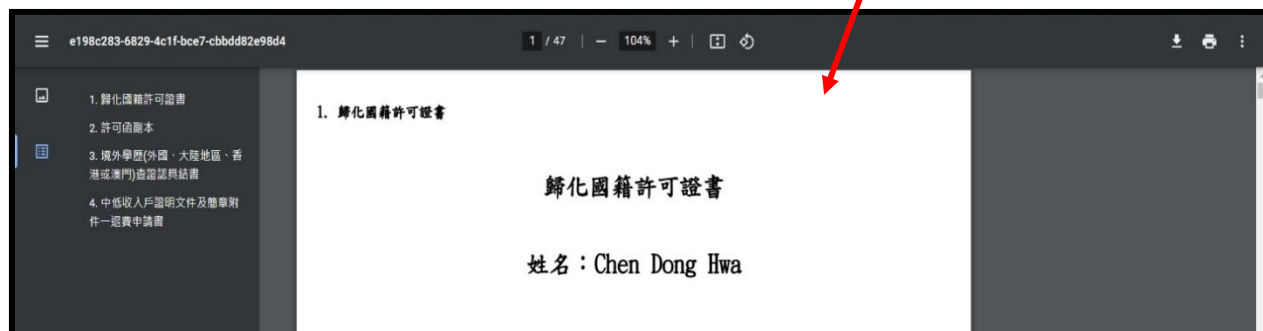 e198c283-6829-4c1f-bce7-cbbdd82e98d4
1 / 47
104%
1. 歸化國籍許可證書
2. 許可函副本
3. 境外學歷(外國、大陸地區、香
港或澳門)查證認具結書
4. 中低收入戶證明文件及簡章附
件一退費申請書
1. 歸化國籍許可證書
歸化國籍許可證書
姓名：Chen Dong Hwa